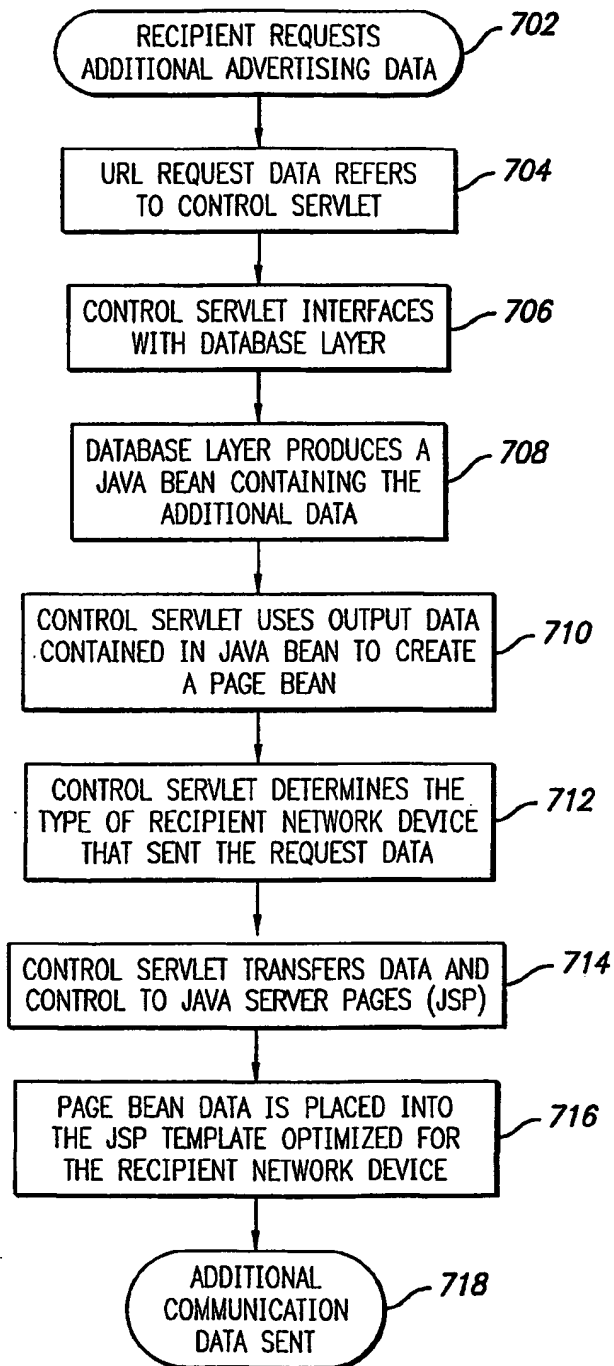 RECIPIENT REQUESTS
ADDITIONAL ADVERTISING DATA
702
URL REQUEST DATA REFERS
TO CONTROL SERVLET
704
CONTROL SERVLET INTERFACES
WITH DATABASE LAYER
706
DATABASE LAYER PRODUCES A
JAVA BEAN CONTAINING THE
ADDITIONAL DATA
708
CONTROL SERVLET USES OUTPUT DATA
CONTAINED IN JAVA BEAN TO CREATE
A PAGE BEAN
710
CONTROL SERVLET DETERMINES THE
TYPE OF RECIPIENT NETWORK DEVICE
THAT SENT THE REQUEST DATA
712
CONTROL SERVLET TRANSFERS DATA AND
CONTROL TO JAVA SERVER PAGES (JSP)
714
PAGE BEAN DATA IS PLACED INTO
THE JSP TEMPLATE OPTIMIZED FOR
THE RECIPIENT NETWORK DEVICE
716
ADDITIONAL
COMMUNICATION
DATA SENT
718